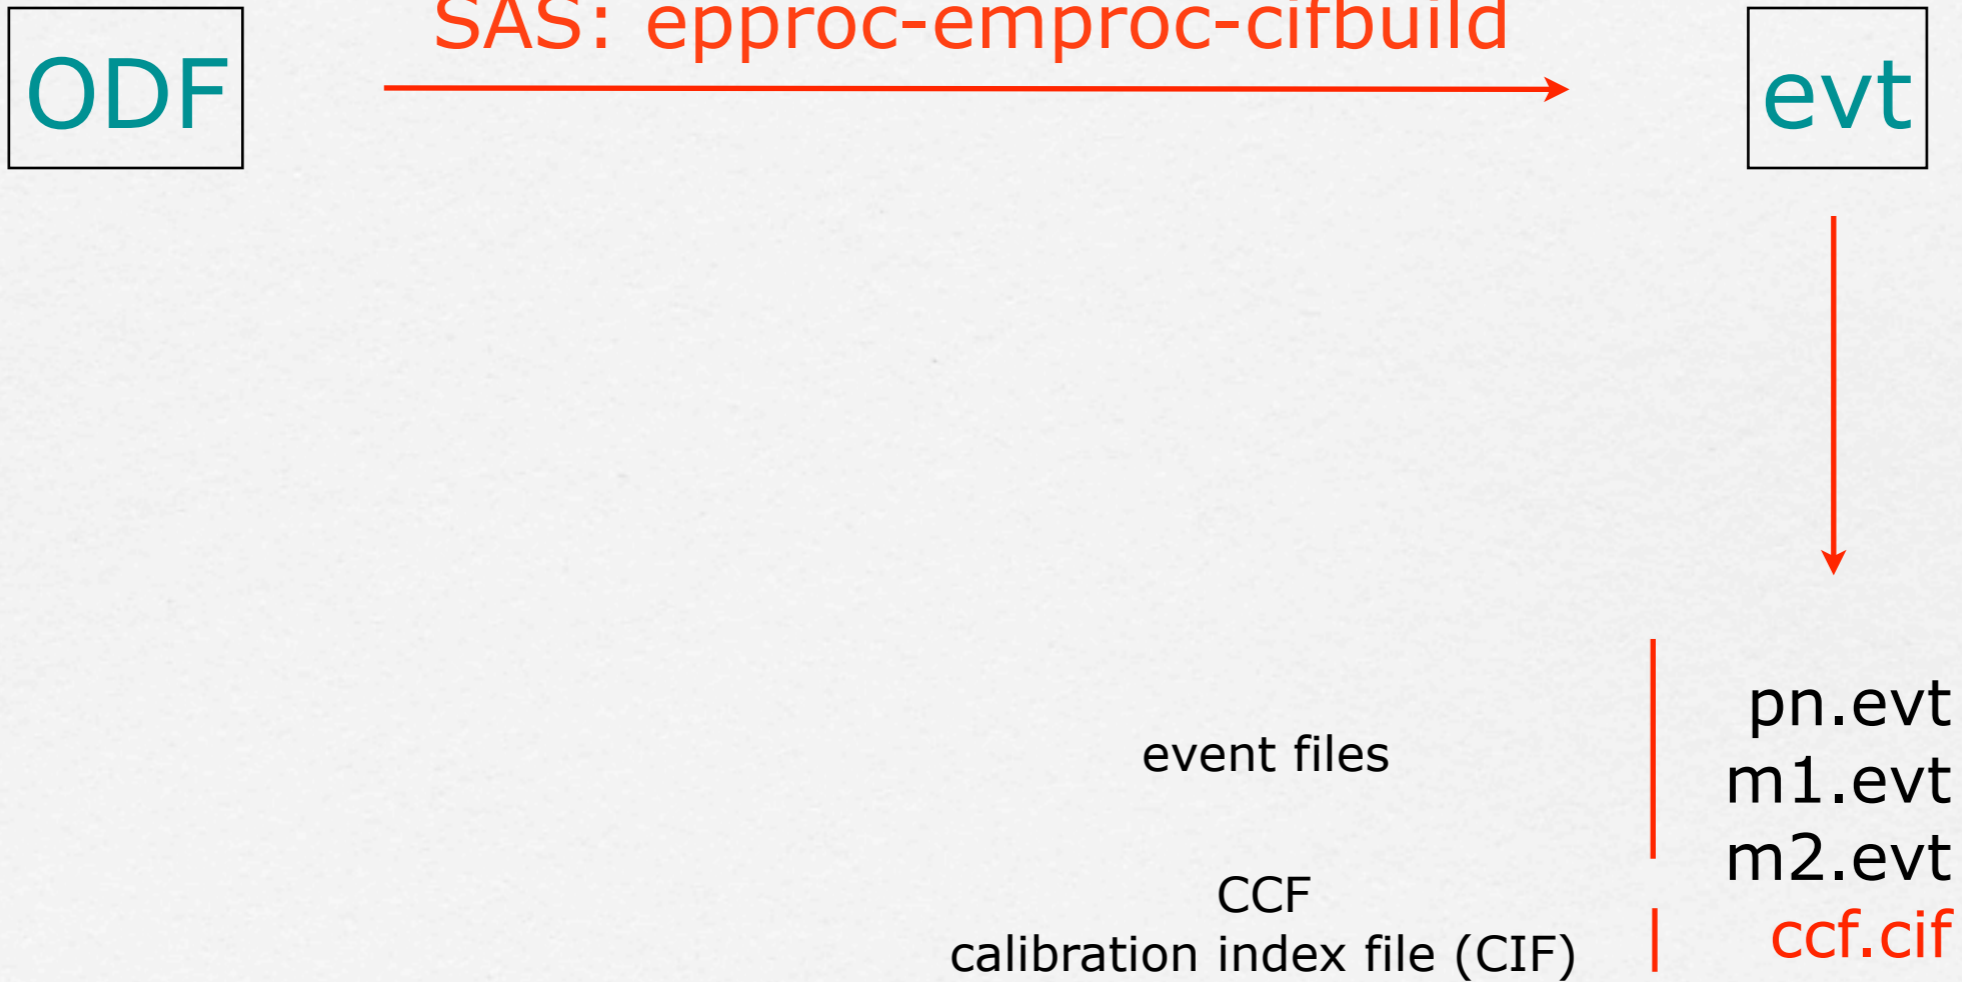 SAS: epproc-emproc-cifbuild
ODF
evt
pn.evt
event files
m1.evt
m2.evt
CCF
ccf.cif
calibration index file (CIF)